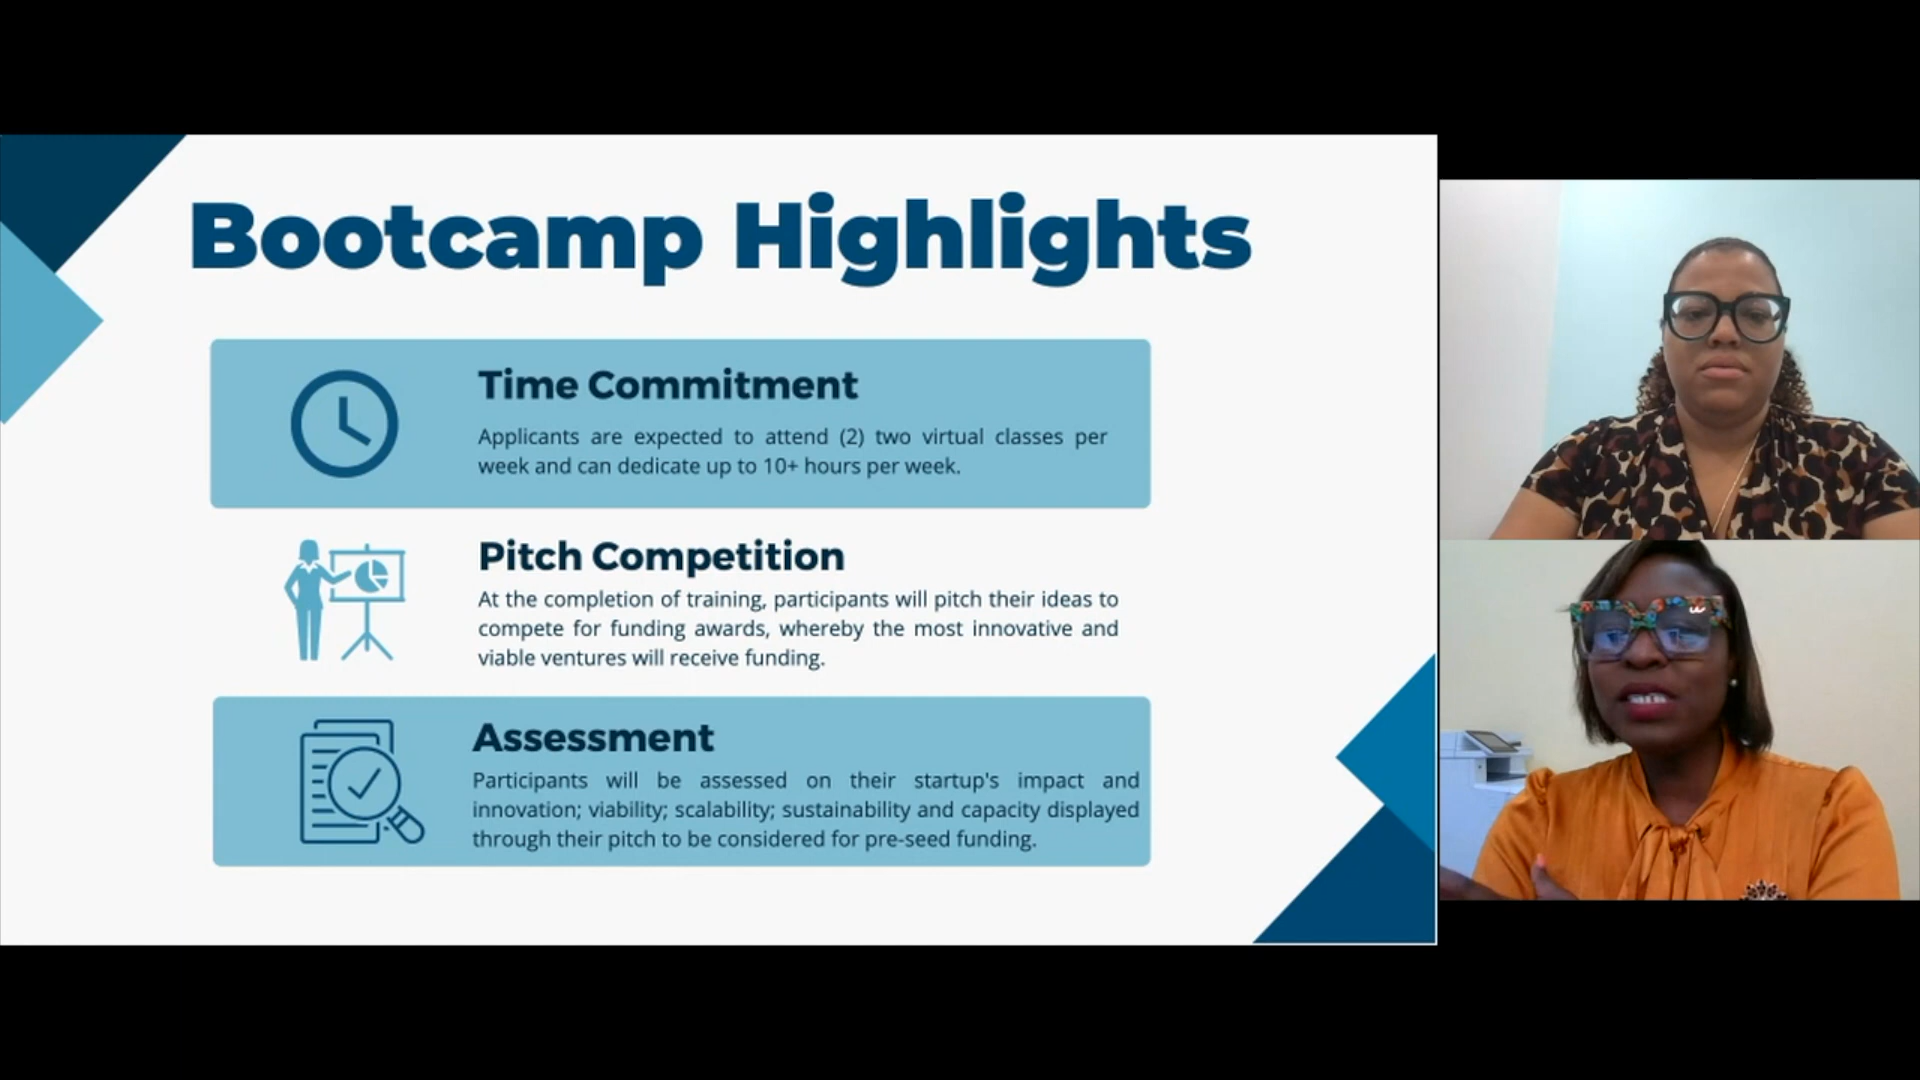 Bootcamp Highlights
Time Commitment
Applicants are expected to attend (2) two virtual classes per
week and can dedicate up to 10+ hours per week.
Pitch Competition
At the completion of training, participants will pitch their ideas to
compete for funding awards, whereby the most innovative and
viable ventures will receive funding.
Assessment
Participants will be assessed on their startup's impact and
innovation; viability; scalability; sustainability and capacity displayed
through their pitch to be considered for pre-seed funding.